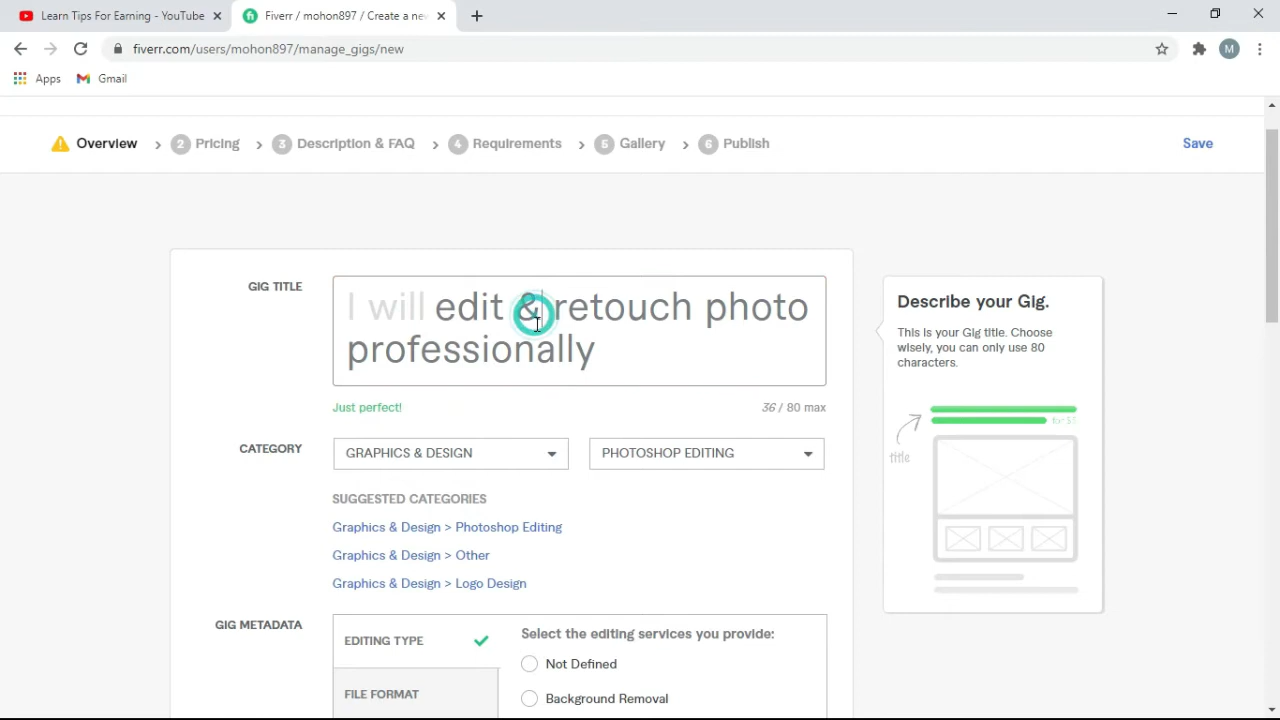 Learn Tips For Earning - YouTube
Fiverr / mohon897 / Create a new
fiverr.com/users/mohon897/manage_gigs/new
M
Apps
Gmail
Overview
2 Pricing
3 Description & FAQ
4 Requirements
5 Gallery
6 Publish
Save
GIG TITLE
I will edit & retouch photo
professionally
Just perfect!
36 / 80 max
CATEGORY
GRAPHICS & DESIGN
PHOTOSHOP EDITING
SUGGESTED CATEGORIES
Graphics & Design > Photoshop Editing
Graphics & Design > Other
Graphics & Design > Logo Design
GIG METADATA
EDITING TYPE
FILE FORMAT
Select the editing services you provide:
Not Defined
Background Removal
Describe your Gig.
This is your Gig title. Choose
wisely, you can only use 80
characters.
for $5
title